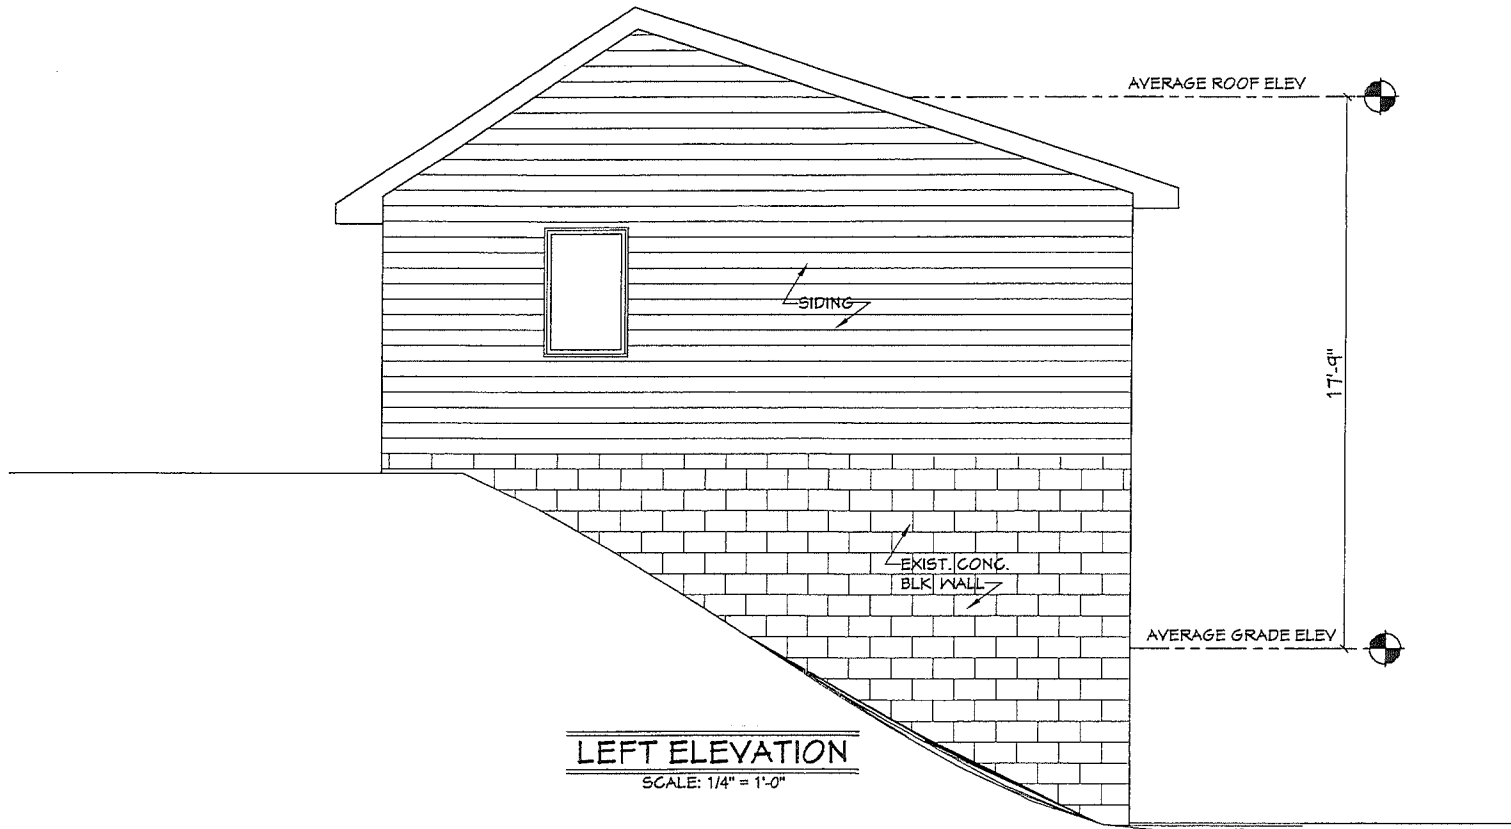 AVERAGE ROOF ELEV
SIDING
17'-9"
EXIST. CONC.
BLK WALL
AVERAGE GRADE ELEV
LEFT ELEVATION
SCALE: 1/4" = 1'-0"